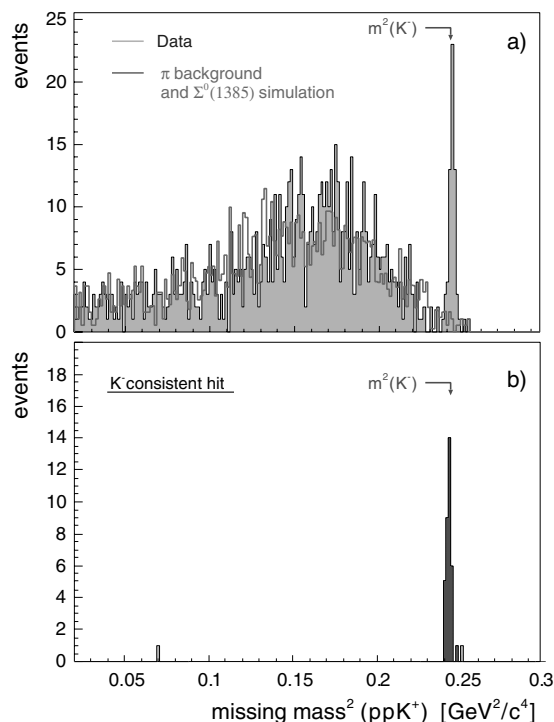 m²(K⁻)
a)
events
25
20
15
10
5
0
Data
π background
and Σ⁰(1385) simulation
b)
events
K⁻consistent hit
m²(K⁻)
18
16
14
12
10
8
6
4
2
0
0.05 0.1 0.15 0.2 0.25 0.3
missing mass² (ppK⁺) [GeV²/c⁴]